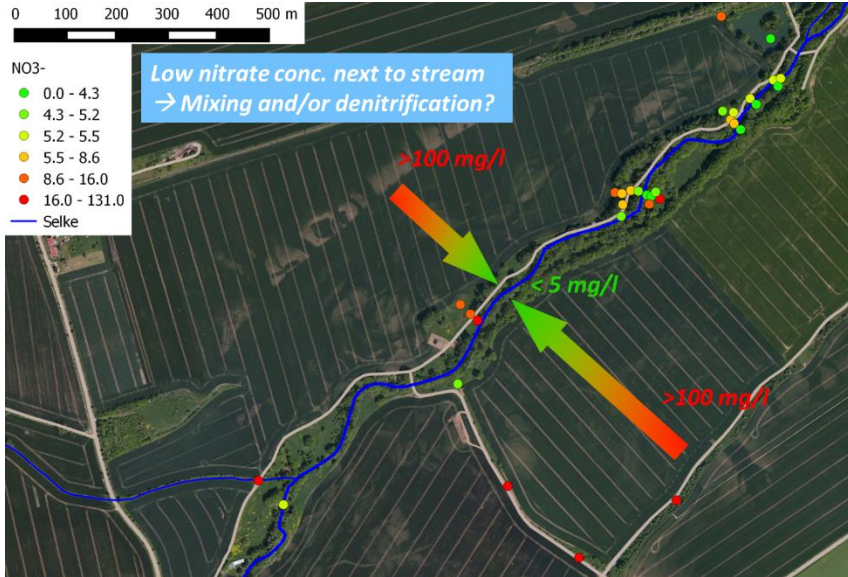 0 100 200 300 400 500 m
NO3-
0.0 - 4.3
4.3 - 5.2
5.2 - 5.5
5.5 - 8.6
8.6 - 16.0
16.0 - 131.0
Selke
Low nitrate conc. next to stream
→ Mixing and/or denitrification?
>100 mg/l
< 5 mg/l
>100 mg/l